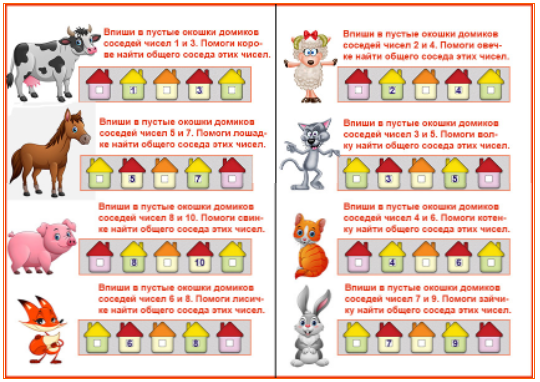 Впиши в пустые окошки домиков
соседей чисел 1 и 3. Помоги коро-
ве найти общего соседа этих чисел.
1 3
Впиши в пустые окошки домиков
соседей чисел 5 и 7. Помоги лошад-
ке найти общего соседа этих чисел.
5 7
Впиши в пустые окошки домиков
соседей чисел 8 и 10. Помоги свин-
ке найти общего соседа этих чисел.
8 10
Впиши в пустые окошки домиков
соседей чисел 6 и 8. Помоги лисич-
ке найти общего соседа этих чисел.
6 8
Впиши в пустые окошки домиков
соседей чисел 2 и 4. Помоги овеч-
ке найти общего соседа этих чисел.
2 4
Впиши в пустые окошки домиков
соседей чисел 3 и 5. Помоги вол-
ку найти общего соседа этих чисел.
3 5
Впиши в пустые окошки домиков
соседей чисел 4 и 6. Помоги котен-
ку найти общего соседа этих чисел.
4 6
Впиши в пустые окошки домиков
соседей чисел 7 и 9. Помоги зайчи-
ку найти общего соседа этих чисел.
7 9